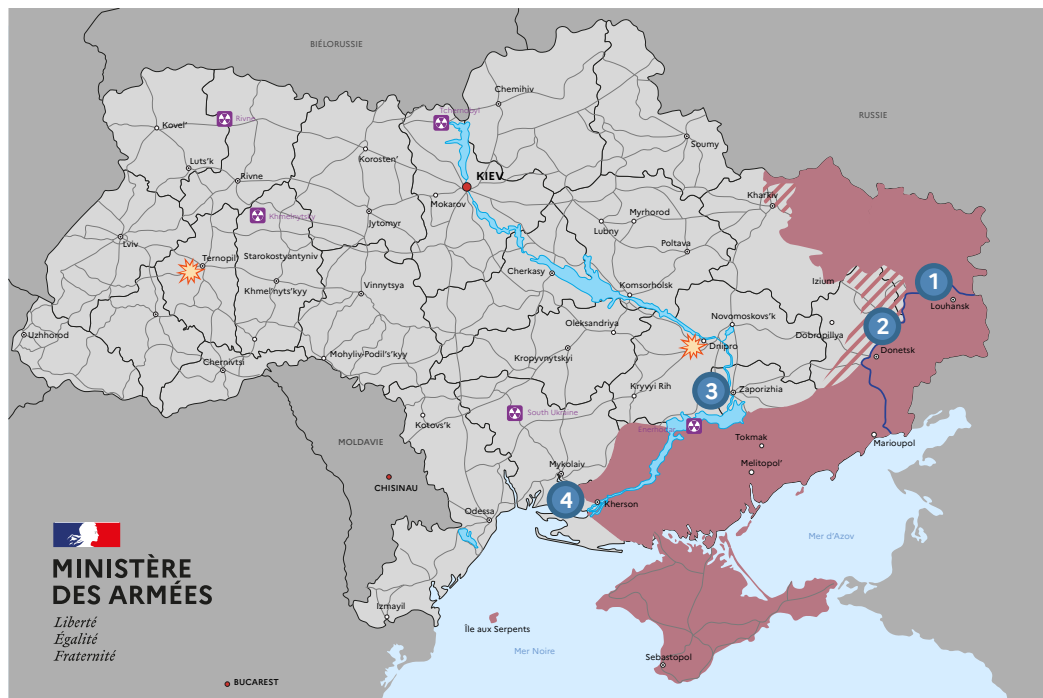 BIÉLORUSSIE
RUSSIE
Tchernobyl
Chernihiv
Rivne
Kovel'
Soumy
Korosten'
Luts'k
Rivne
KIEV
Mokarov
Kharkiv
Khmelnytsky
Jytomyr
Myrhorod
Lubny
Lviv
Poltava
Ternopil'
Starokostyantyniv
Cherkasy
Izium
1
Khmel'nyts'kyy
Vinnytsya
Komsorholsk
Louhansk
Novomoskovs'k
2
Uzhhorod
Oleksandriya
Dobropillya
Dnipro
Donetsk
Chernivtsi
Mohyliv-Podil's'kyy
Kropyvnytskyi
Kryvyi Rih
3
Zaporizhia
South Ukraine
Kotovs'k
Enerhodar
MOLDAVIE
Tokmak
Marioupol
Mykolaiv
Melitopol'
CHISINAU
4
Kherson
Odessa
Mer d'Azov
MINISTÈRE
DES ARMÉES
Liberté
Égalité
Fraternité
Izmayil
Île aux Serpents
Mer Noire
Sebastopol
BUCAREST